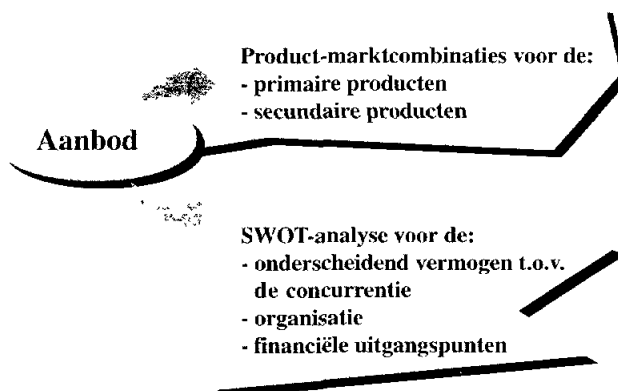 Product-marktcombinaties voor de:
- primaire producten
- secundaire producten
Aanbod
SWOT-analyse voor de:
- onderscheidend vermogen t.o.v.
de concurrentie
- organisatie
- financiële uitgangspunten